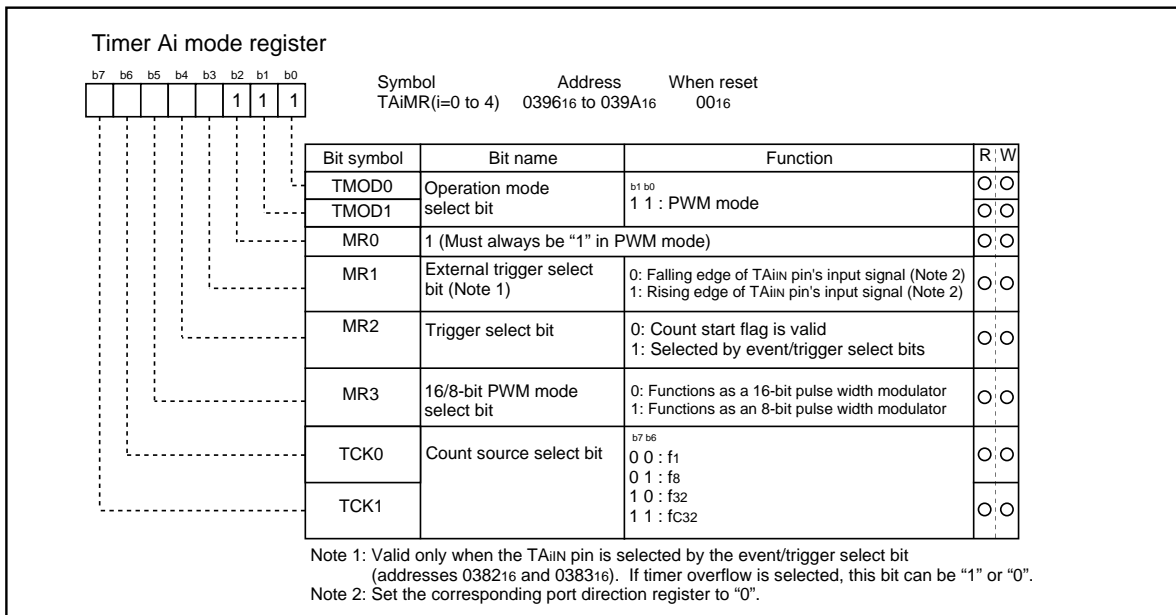 Timer Ai mode register
b7 b6 b5 b4 b3 b2 b1 b0
1 1 1
Symbol Address When reset
TAiMR(i=0 to 4) 039616 to 039A16 0016
Bit symbol Bit name Function R W
TMOD0 Operation mode select bit b1 b0
TMOD1 1 1 : PWM mode
MR0 1 (Must always be “1” in PWM mode)
MR1 External trigger select bit (Note 1) 0: Falling edge of TAiIN pin's input signal (Note 2)
1: Rising edge of TAiIN pin's input signal (Note 2)
MR2 Trigger select bit 0: Count start flag is valid
1: Selected by event/trigger select bits
MR3 16/8-bit PWM mode select bit 0: Functions as a 16-bit pulse width modulator
1: Functions as an 8-bit pulse width modulator
TCK0 Count source select bit b7 b6
0 0 : f1
0 1 : f8
TCK1 1 0 : f32
1 1 : fC32
Note 1: Valid only when the TAiIN pin is selected by the event/trigger select bit
(addresses 038216 and 038316). If timer overflow is selected, this bit can be “1” or “0”.
Note 2: Set the corresponding port direction register to “0”.